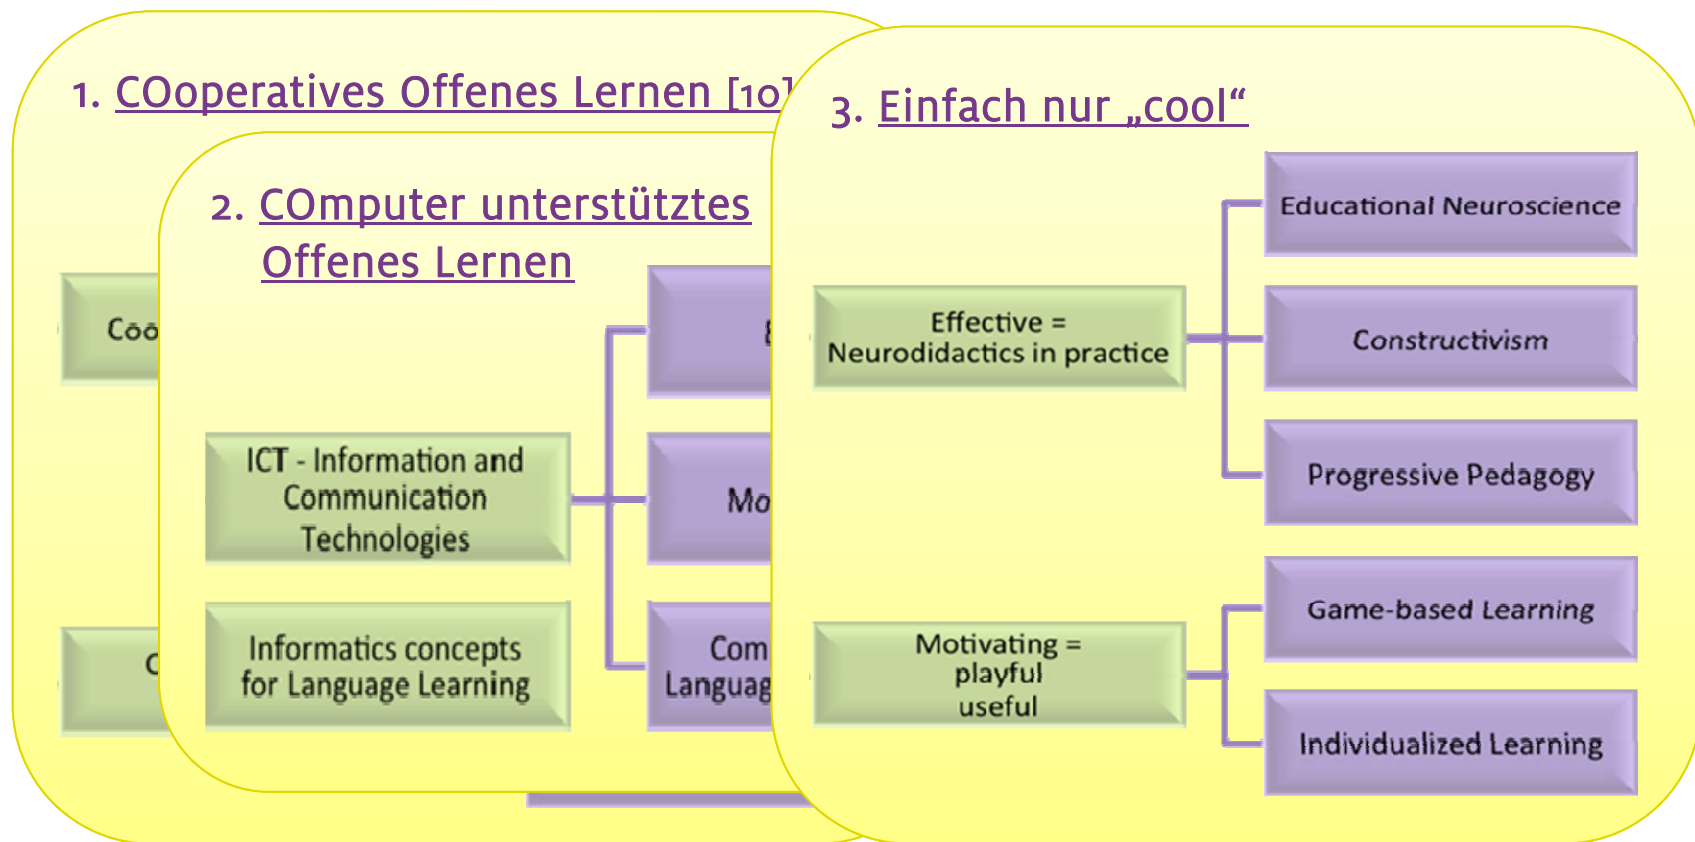 1. COoperatives Offenes Lernen [10]
2. COmputer unterstütztes
Offenes Lernen
ICT - Information and
Communication
Technologies
Informatics concepts
for Language Learning
3. Einfach nur „cool“
Effective =
Neurodidactics in practice
Educational Neuroscience
Constructivism
Progressive Pedagogy
Motivating =
playful
useful
Game-based Learning
Individualized Learning